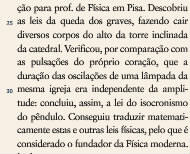 ção para prof. de Física em Pisa. Descobriu
25 as leis da queda dos graves, fazendo cair
diversos corpos do alto da torre inclinada
da catedral. Verificou, por comparação com
as pulsações do próprio coração, que a
duração das oscilações de uma lâmpada da
30 mesma igreja era independente da ampli-
tude: concluiu, assim, a lei do isocronismo
do pêndulo. Conseguiu traduzir matemati-
camente estas e outras leis físicas, pelo que é
considerado o fundador da Física moderna.